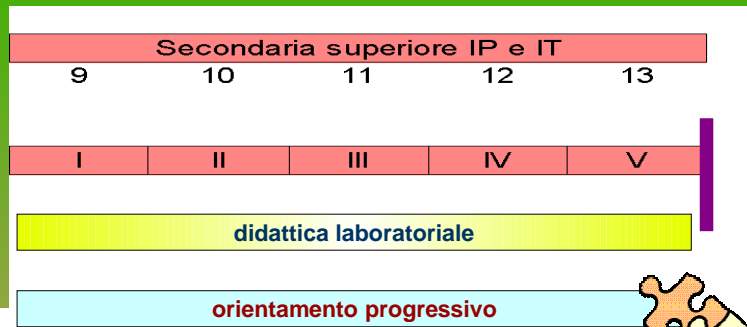 Secondaria superiore IP e IT
9 10 11 12 13
I II III IV V
didattica laboratoriale
orientamento progressivo